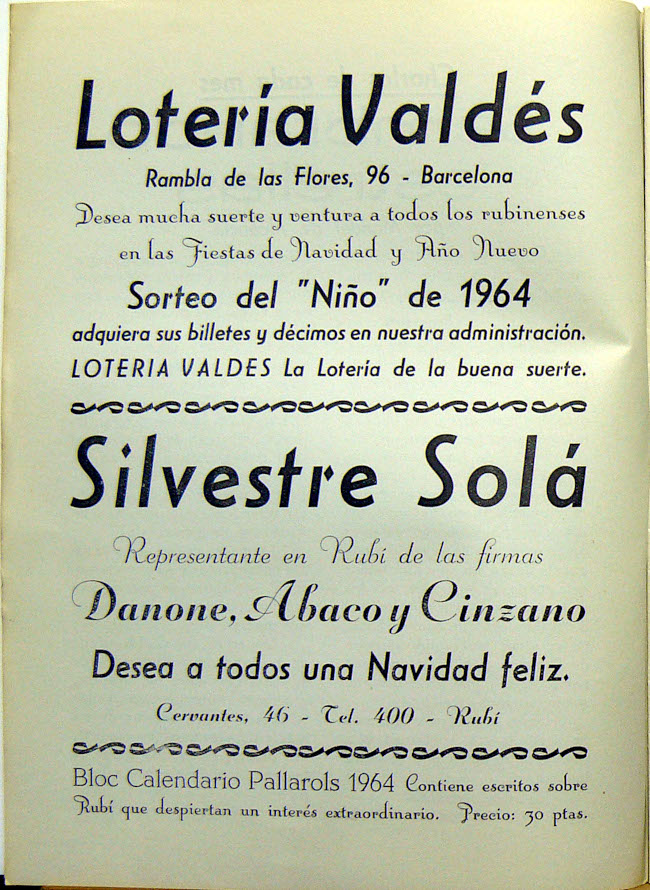 Lotería Valdés
Rambla de las Flores, 96 - Barcelona
Desea mucha suerte y ventura a todos los rubinenses
en las Fiestas de Navidad y Año Nuevo
Sorteo del "Niño" de 1964
adquiera sus billetes y décimos en nuestra administración.
LOTERIA VALDES La Lotería de la buena suerte.
Silvestre Solá
Representante en Rubí de las firmas
Danone, Abaco y Cinzano
Desea a todos una Navidad feliz.
Cervantes, 46 - Tel. 400 - Rubí
Bloc Calendario Pallarols 1964 Contiene escritos sobre
Rubí que despiertan un interés extraordinario. Precio: 30 ptas.